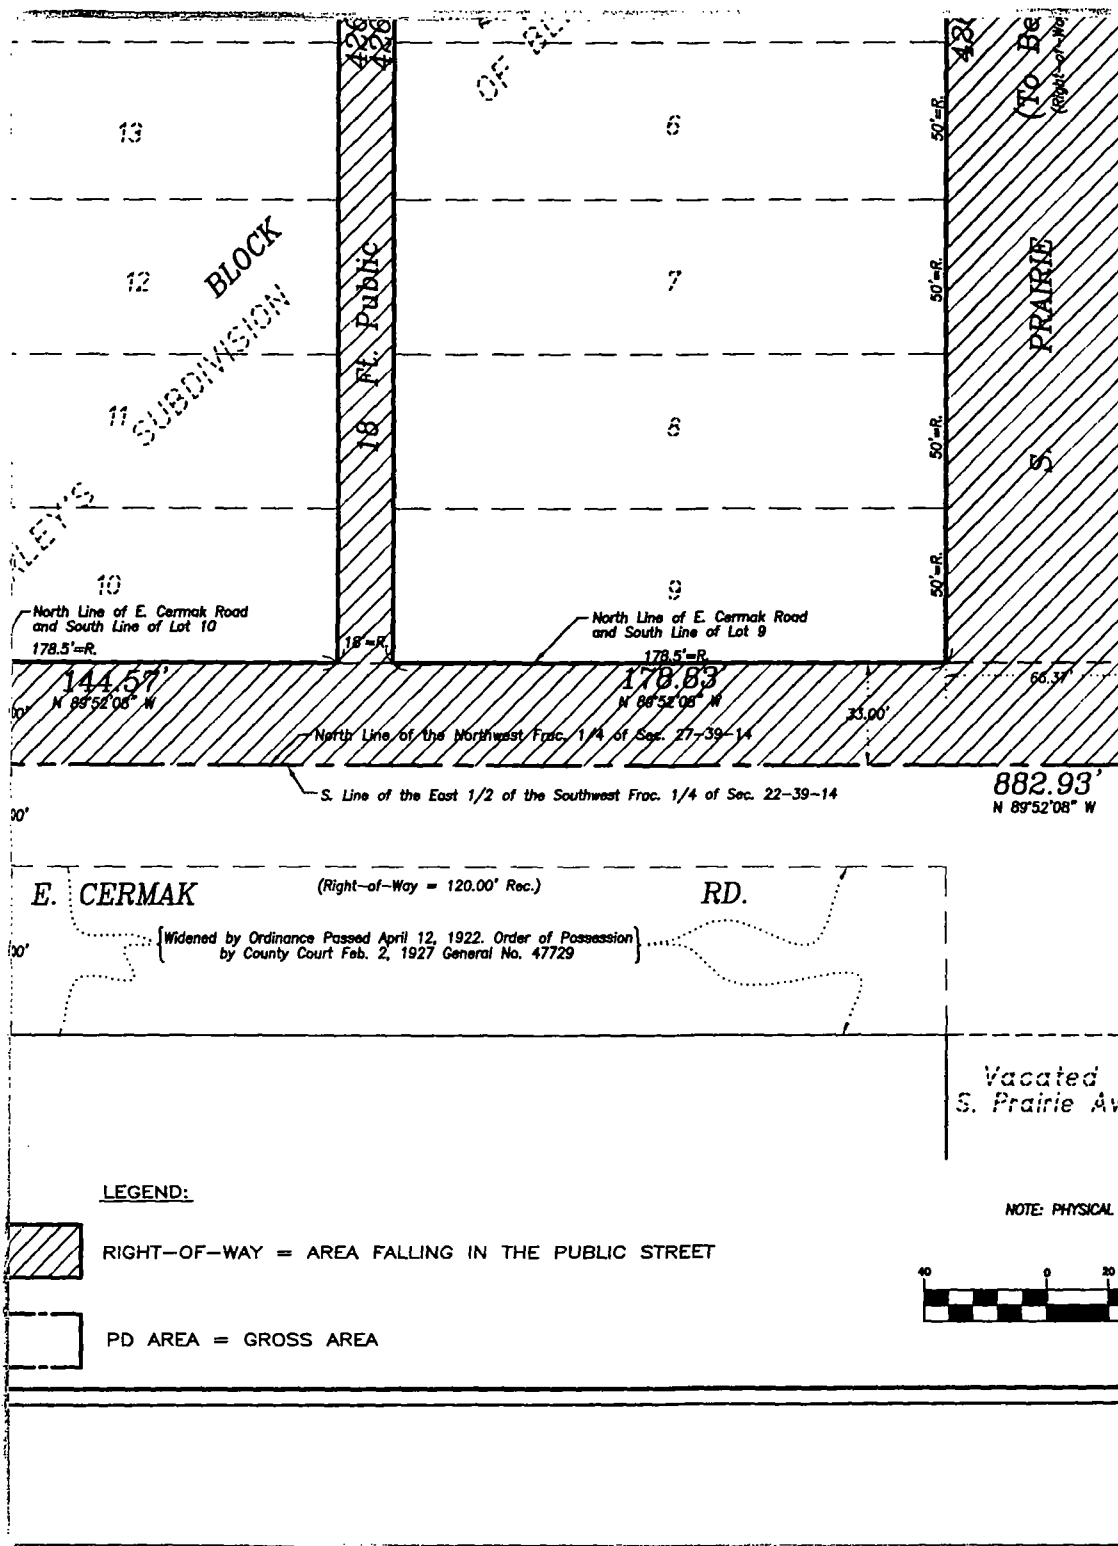 426
426
OF
(To Be
13
6
50'=R.
BLOCK
12
7
50'=R.
18 Ft. Public
S. PRAIRIE
SUBDIVISION
11
8
50'=R.
10
9
50'=R.
North Line of E. Cermak Road
and South Line of Lot 10
178.5'=R.
18'=R.
North Line of E. Cermak Road
and South Line of Lot 9
178.5'=R.
144.57'
N 89°52'08" W
178.83'
N 89°52'08" W
66.37'
33.00'
North Line of the Northwest Frac. 1/4 of Sec. 27-39-14
S. Line of the East 1/2 of the Southwest Frac. 1/4 of Sec. 22-39-14
882.93'
N 89°52'08" W
E. CERMAK RD.
(Right-of-Way = 120.00' Rec.)
Widened by Ordinance Passed April 12, 1922. Order of Possession
by County Court Feb. 2, 1927 General No. 47729
Vacated
S. Prairie Av
LEGEND:
NOTE: PHYSICAL
RIGHT-OF-WAY = AREA FALLING IN THE PUBLIC STREET
40 0 20
PD AREA = GROSS AREA